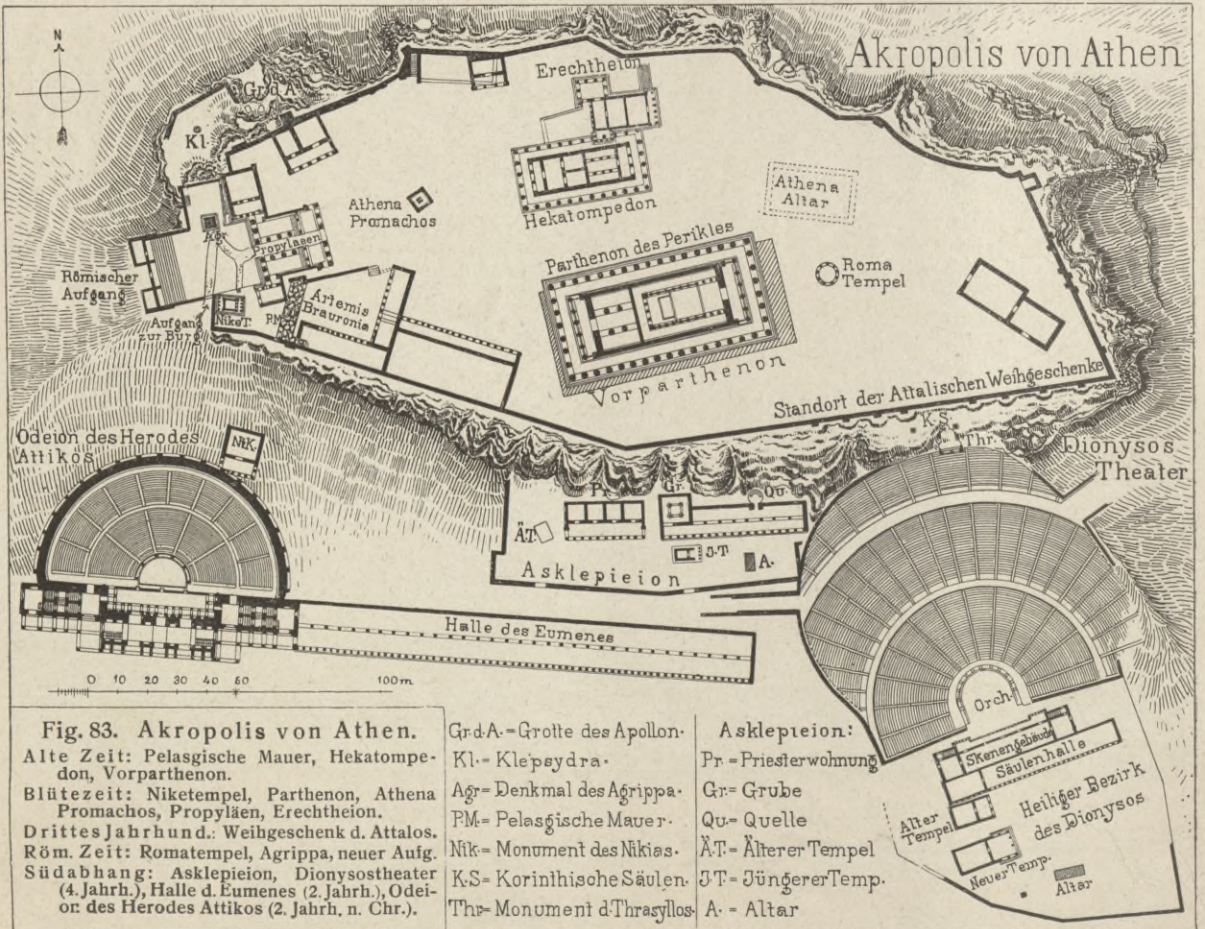 Akropolis von Athen
N
Gr.d.A.
Kl.
Erechtheion
Athena
Promachos
Hekatompedon
Athena
Altar
Agr.
Propyläen
Parthenon des Perikles
Roma
Tempel
Römischer
Aufgang
Artemis
Brauronia
Aufgang
zur Burg
Nike T.
P.M.
Vorparthenon
Standort der Attalischen Weihgeschenke
K.S.
Thr.
Dionysos
Theater
Odeion des Herodes
Attikos
Nik.
Pr.
Gr.
Qu.
Ä.T.
J.T.
A.
Asklepieion
Halle des Eumenes
0 10 20 30 40 50 100m
Orch.
Skenengebäude
Säulenhalle
Heiliger Bezirk
des Dionysos
Alter
Tempel
Neuer Temp.
Altar
Fig. 83. Akropolis von Athen.
Alte Zeit: Pelasgische Mauer, Hekatompe-
don, Vorparthenon.
Blütezeit: Niketempel, Parthenon, Athena
Promachos, Propyläen, Erechtheion.
Drittes Jahrhund.: Weihgeschenk d. Attalos.
Röm. Zeit: Romatempel, Agrippa, neuer Aufg.
Südabhang: Asklepieion, Dionysostheater
(4. Jahrh.), Halle d. Eumenes (2. Jahrh.), Odei-
on des Herodes Attikos (2. Jahrh. n. Chr.).
Gr.d.A.=Grotte des Apollon.
Kl.=Klepsydra.
Agr=Denkmal des Agrippa.
P.M.=Pelasgische Mauer.
Nik=Monument des Nikias.
K.S=Korinthische Säulen.
Thr=Monument d.Thrasyllos.
Asklepieion:
Pr=Priesterwohnung
Gr.=Grube
Qu.=Quelle
Ä.T.=Älterer Tempel
J.T=Jüngerer Temp.
A.=Altar